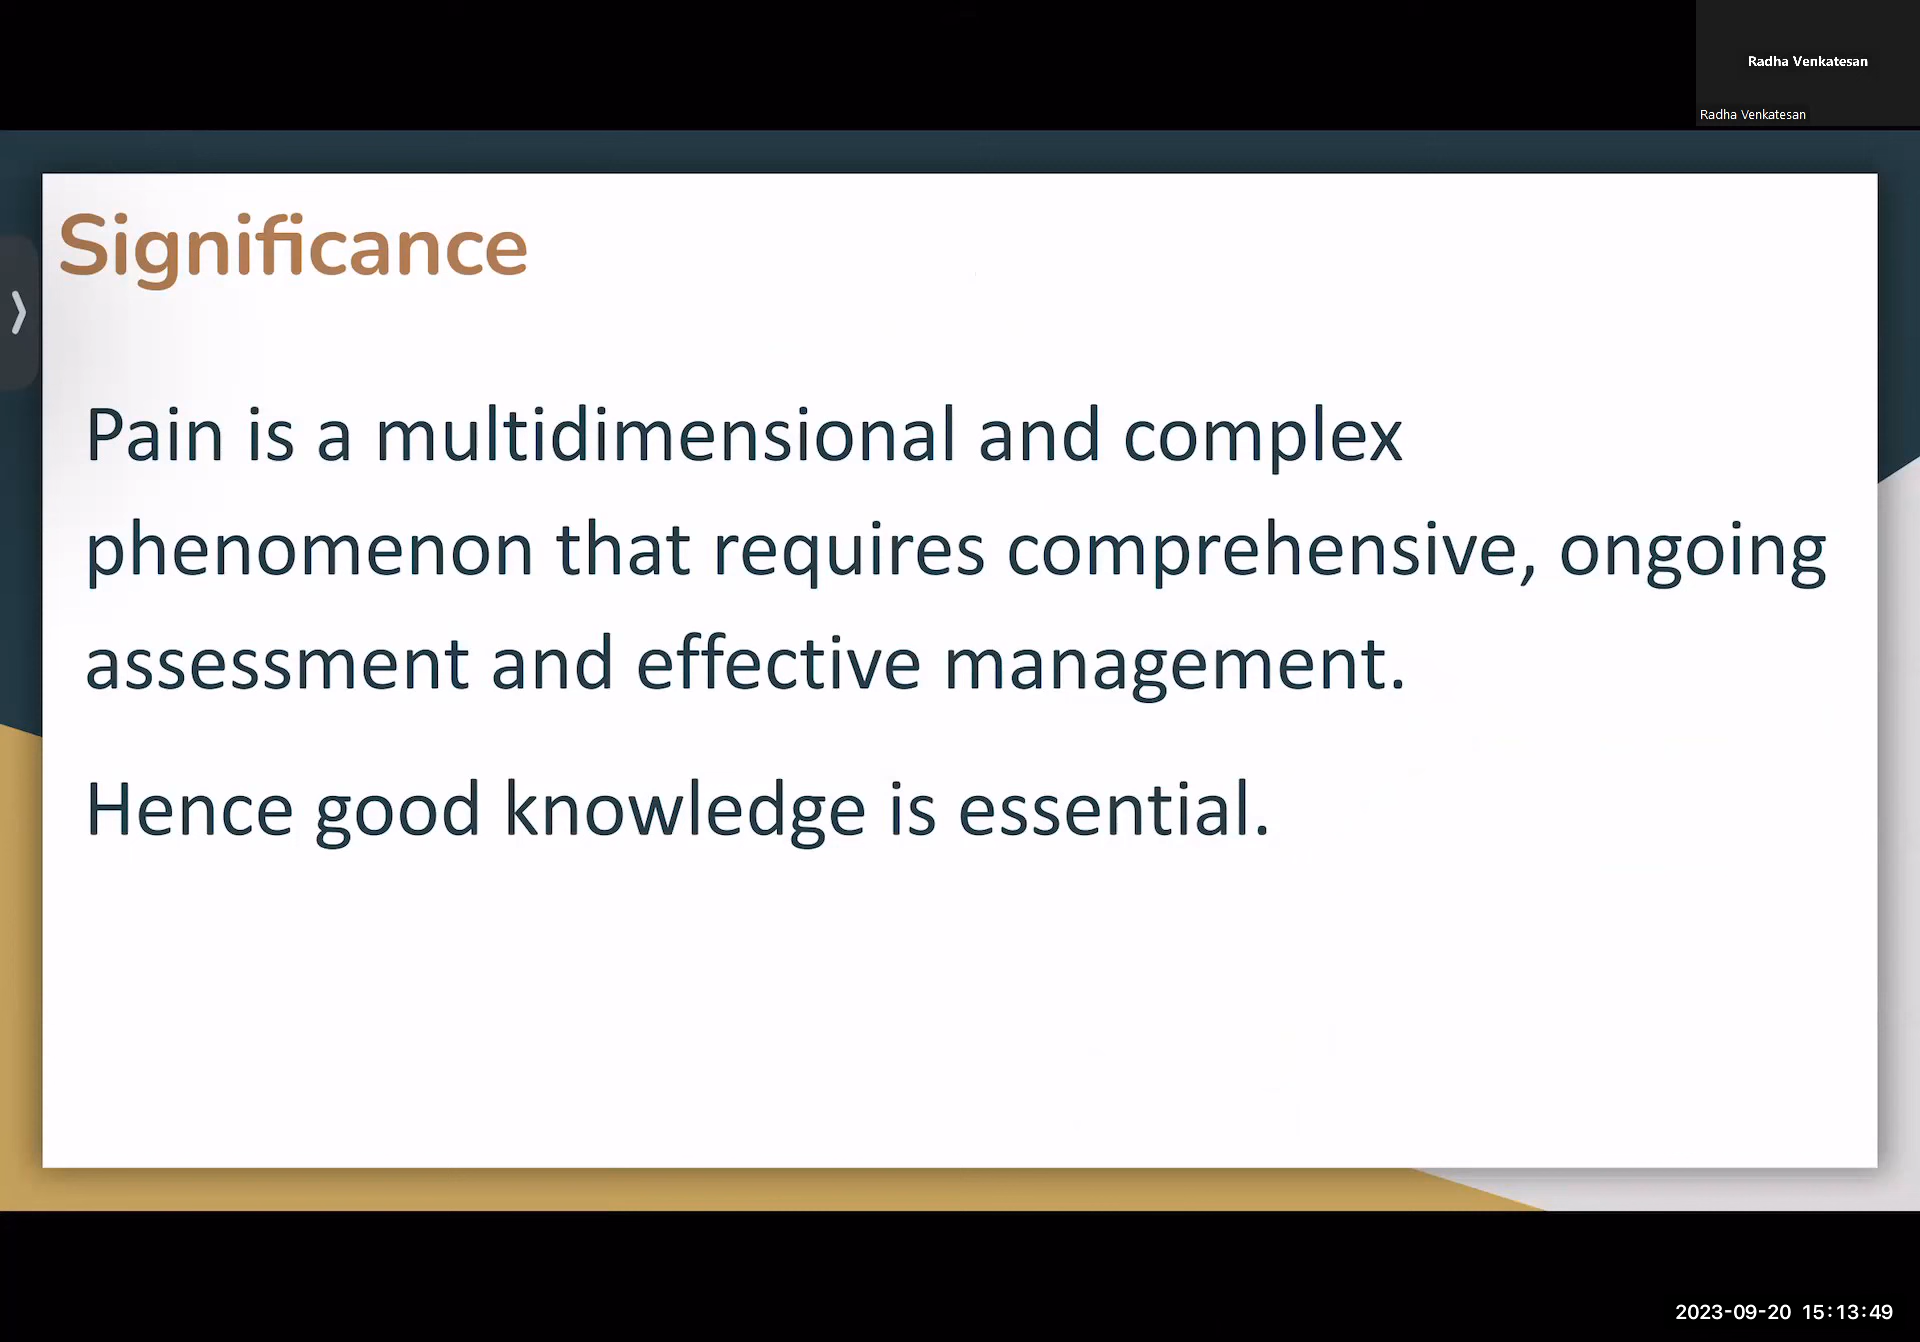 Radha Venkatesan
Radha Venkatesan
Significance
Pain is a multidimensional and complex
phenomenon that requires comprehensive, ongoing
assessment and effective management.
Hence good knowledge is essential.
2023-09-20 15:13:49